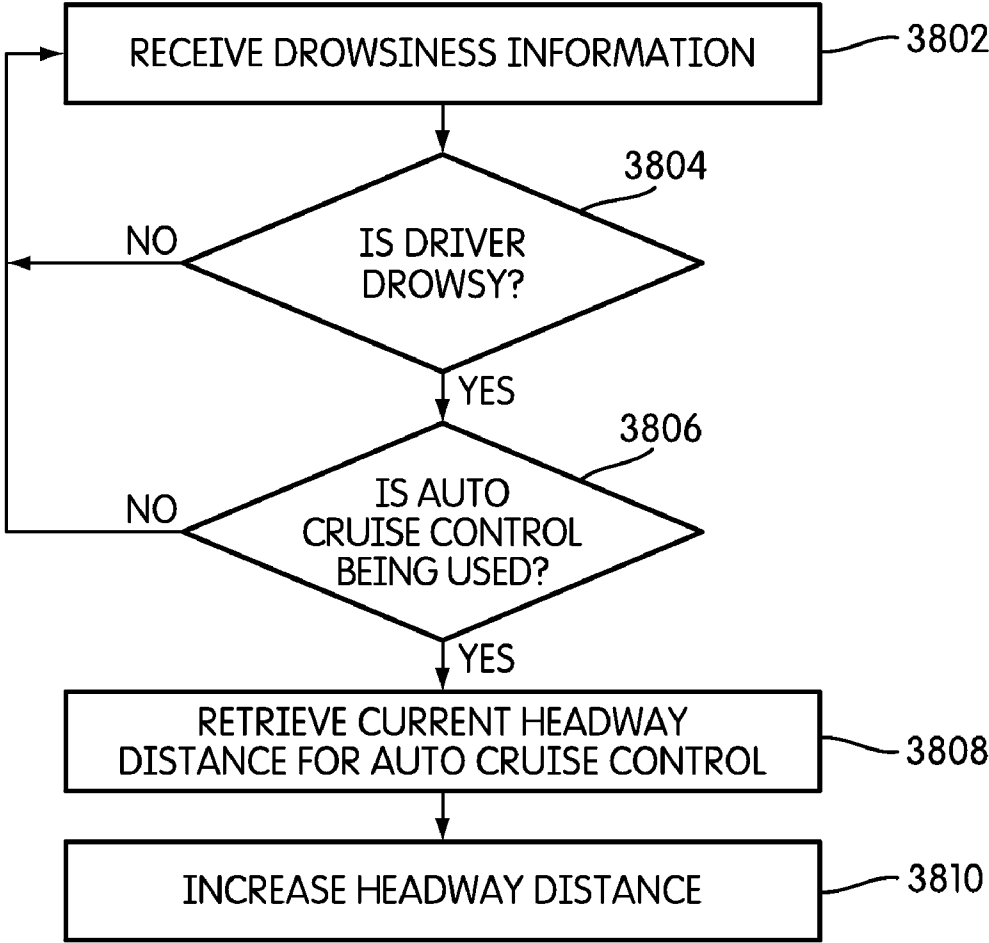 RECEIVE DROWSINESS INFORMATION
3802
3804
IS DRIVER
DROWSY?
NO
YES
3806
IS AUTO
CRUISE CONTROL
BEING USED?
NO
YES
RETRIEVE CURRENT HEADWAY
DISTANCE FOR AUTO CRUISE CONTROL
3808
INCREASE HEADWAY DISTANCE
3810